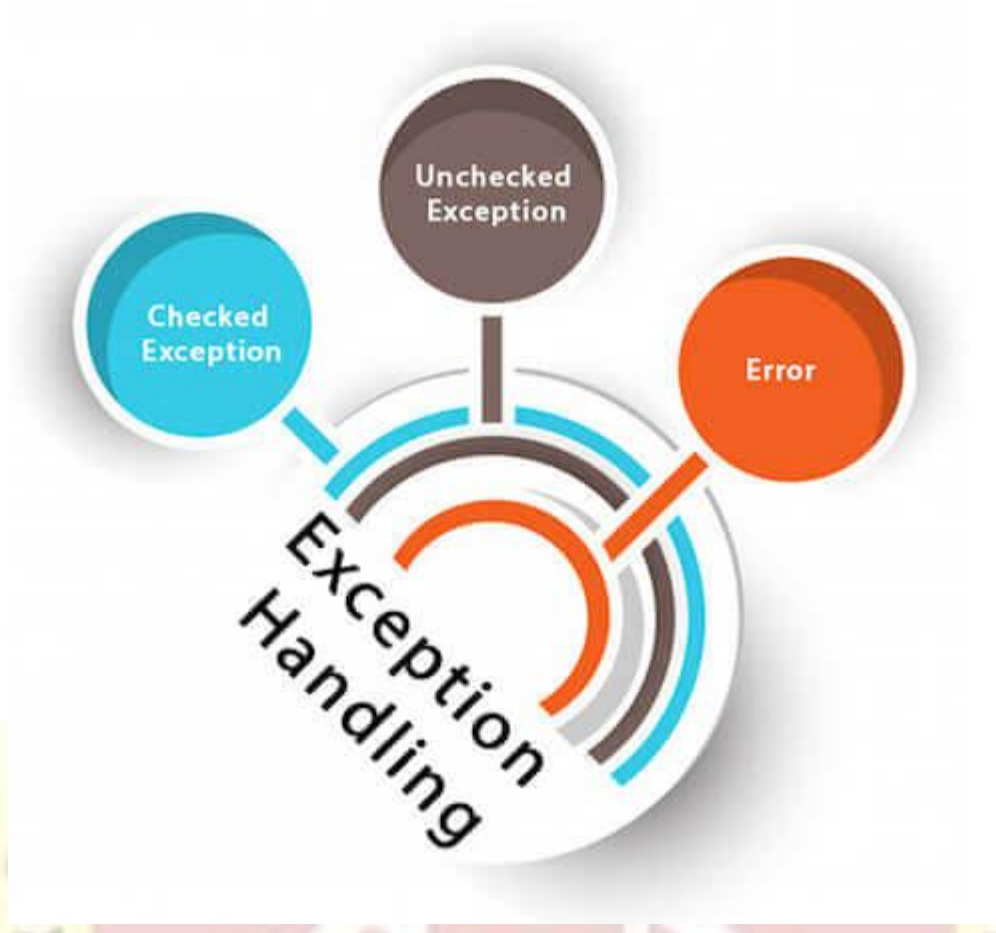 Unchecked
Exception
Checked
Exception
Error
Exception
Handling